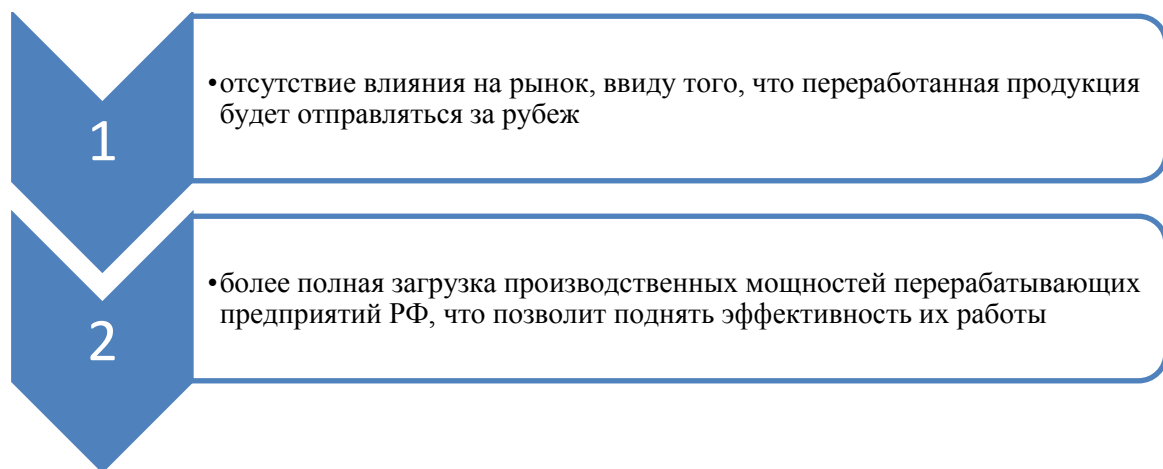 1
•отсутствие влияния на рынок, ввиду того, что переработанная продукция
будет отправляться за рубеж
2
•более полная загрузка производственных мощностей перерабатывающих
предприятий РФ, что позволит поднять эффективность их работы